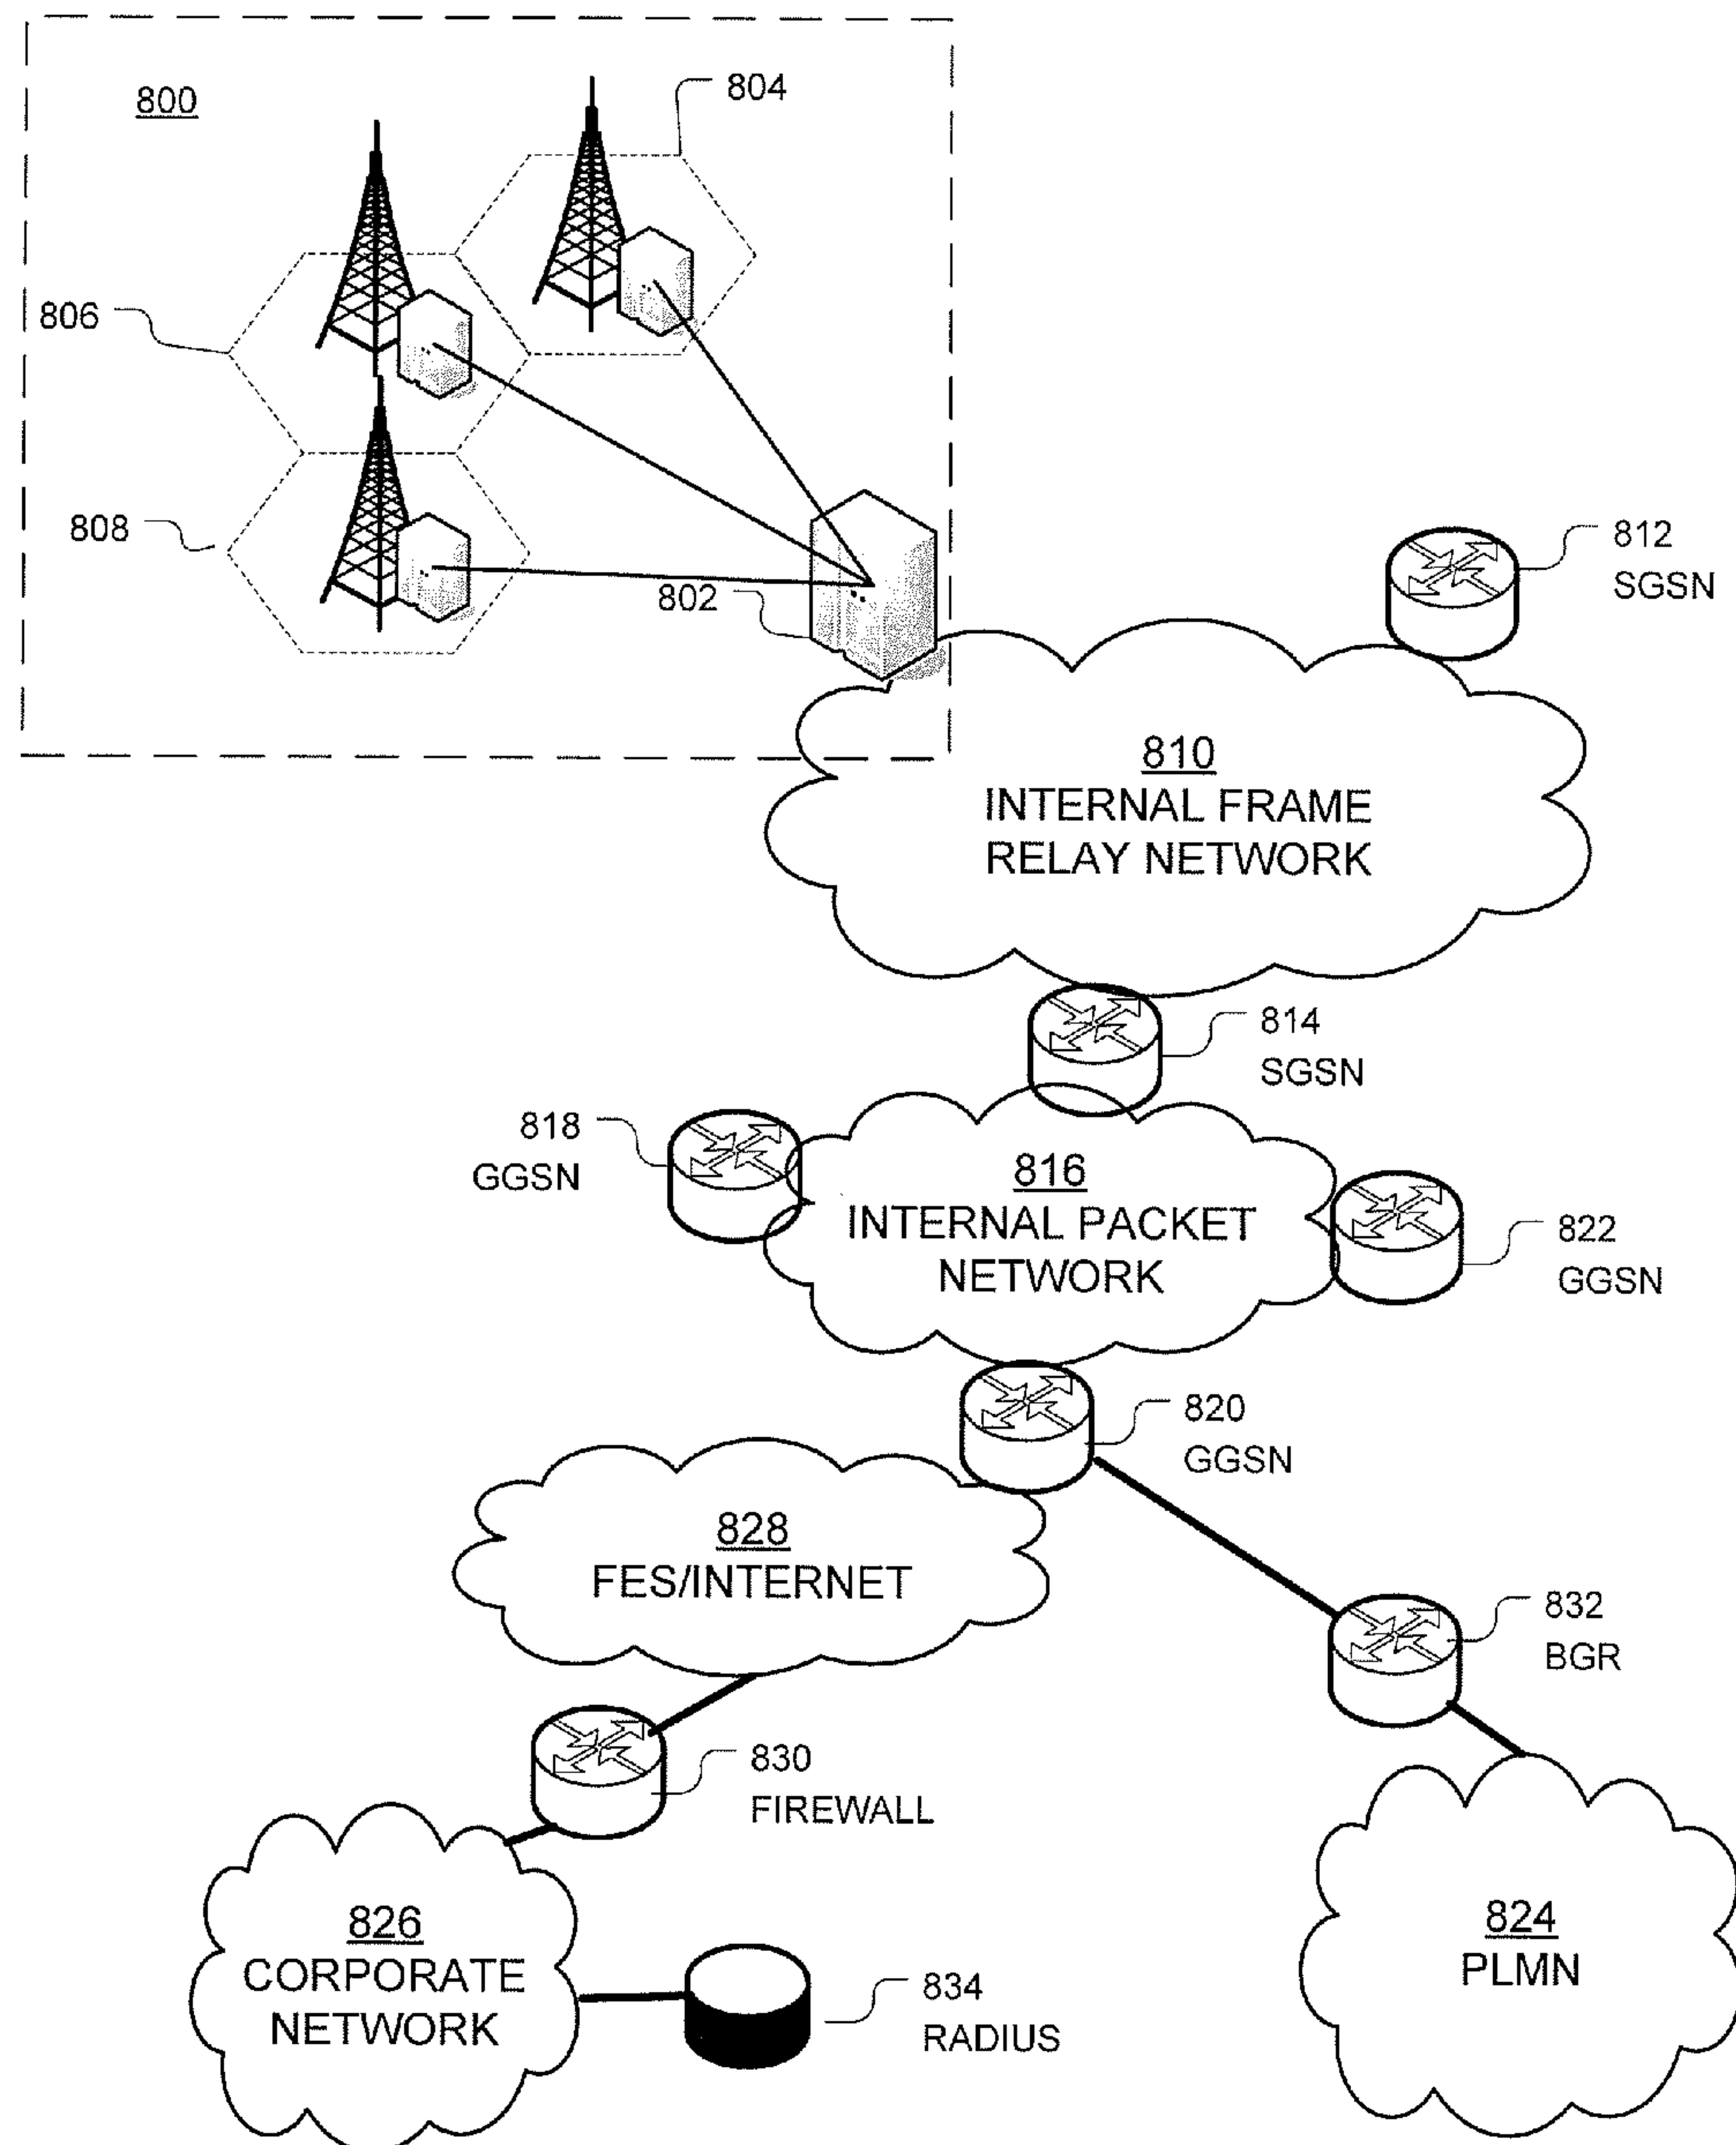 800
804
806
808
802
812
SGSN
810
INTERNAL FRAME
RELAY NETWORK
814
SGSN
818
GGSN
816
INTERNAL PACKET
NETWORK
822
GGSN
820
GGSN
828
FES/INTERNET
832
BGR
830
FIREWALL
826
CORPORATE
NETWORK
824
PLMN
834
RADIUS